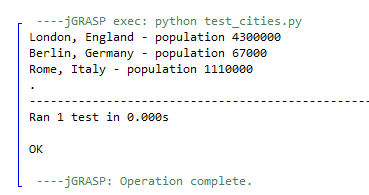 ----jGRASP exec: python test_cities.py
London, England - population 4300000
Berlin, Germany - population 67000
Rome, Italy - population 1110000
.
----------------------------------------------------------------------
Ran 1 test in 0.000s
OK
----jGRASP: Operation complete.